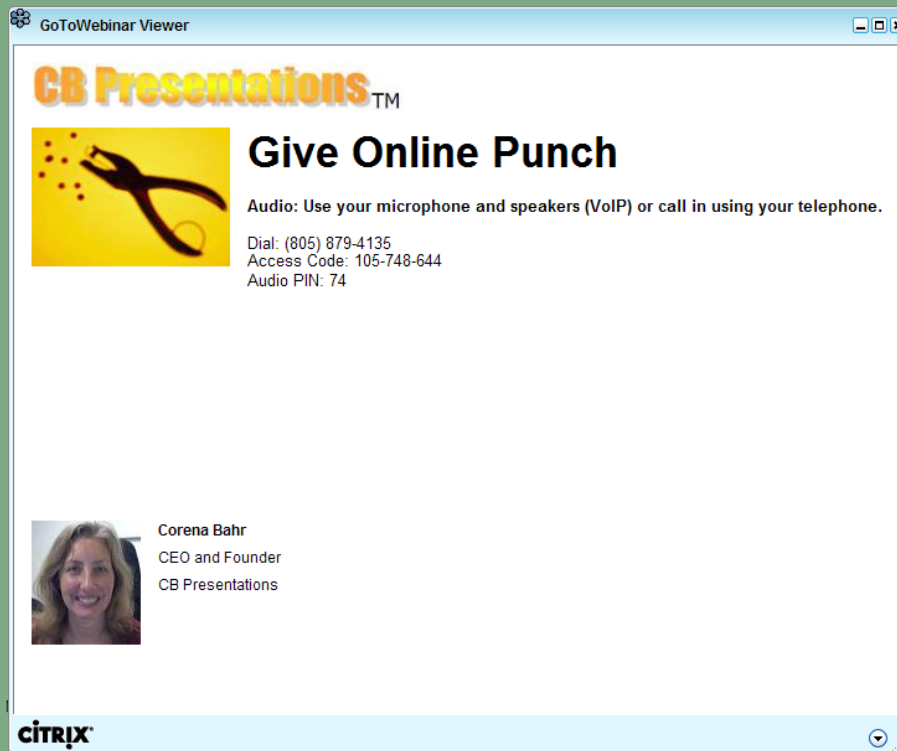 GoToWebinar Viewer
CB Presentations TM
Give Online Punch
Audio: Use your microphone and speakers (VoIP) or call in using your telephone.
Dial: (805) 879-4135
Access Code: 105-748-644
Audio PIN: 74
Corena Bahr
CEO and Founder
CB Presentations
CİTRIX